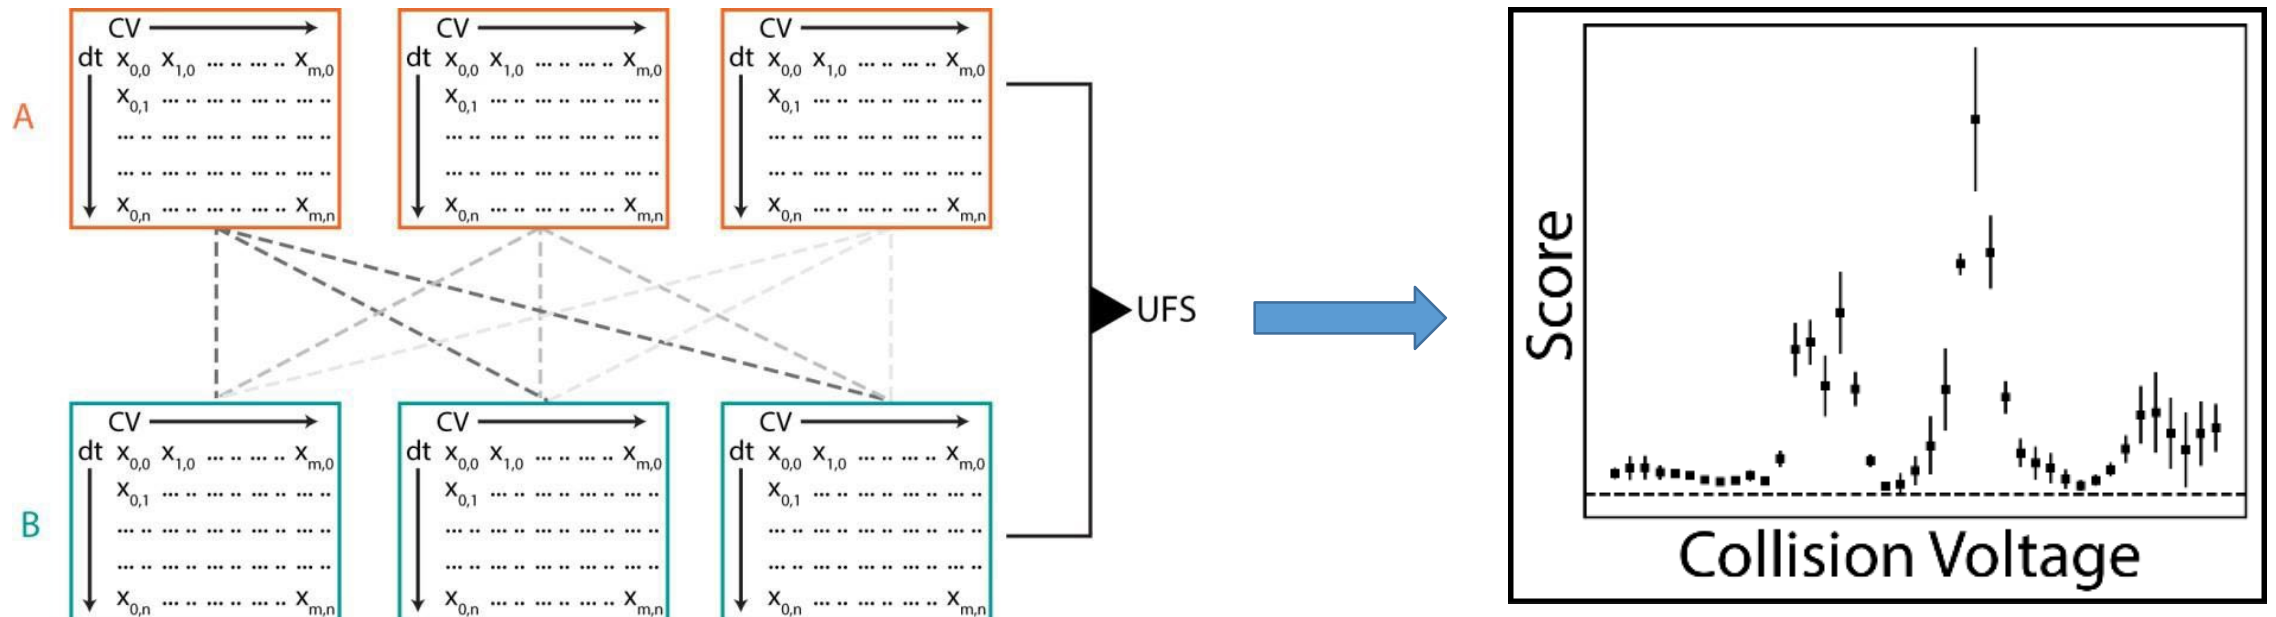 A
CV
dt x0,0 x1,0 ... .. ... .. xm,0
x0,1 ... .. ... .. ... .. ... ..
... .. ... .. ... .. ... .. ... ..
... .. ... .. ... .. ... .. ... ..
x0,n ... .. ... .. ... .. xm,n
CV
dt x0,0 x1,0 ... .. ... .. xm,0
x0,1 ... .. ... .. ... .. ... ..
... .. ... .. ... .. ... .. ... ..
... .. ... .. ... .. ... .. ... ..
x0,n ... .. ... .. ... .. xm,n
CV
dt x0,0 x1,0 ... .. ... .. xm,0
x0,1 ... .. ... .. ... .. ... ..
... .. ... .. ... .. ... .. ... ..
... .. ... .. ... .. ... .. ... ..
x0,n ... .. ... .. ... .. xm,n
B
CV
dt x0,0 x1,0 ... .. ... .. xm,0
x0,1 ... .. ... .. ... .. ... ..
... .. ... .. ... .. ... .. ... ..
... .. ... .. ... .. ... .. ... ..
x0,n ... .. ... .. ... .. xm,n
CV
dt x0,0 x1,0 ... .. ... .. xm,0
x0,1 ... .. ... .. ... .. ... ..
... .. ... .. ... .. ... .. ... ..
... .. ... .. ... .. ... .. ... ..
x0,n ... .. ... .. ... .. xm,n
CV
dt x0,0 x1,0 ... .. ... .. xm,0
x0,1 ... .. ... .. ... .. ... ..
... .. ... .. ... .. ... .. ... ..
... .. ... .. ... .. ... .. ... ..
x0,n ... .. ... .. ... .. xm,n
UFS
Score
Collision Voltage